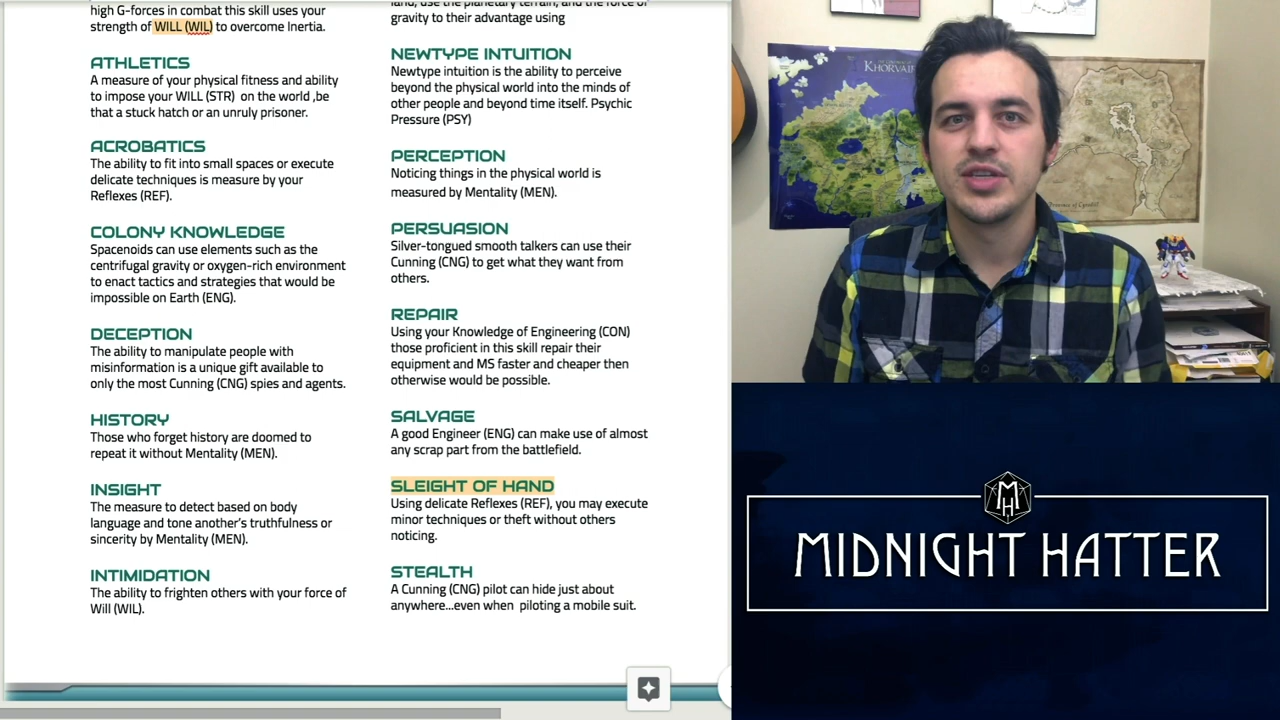 high G-forces in combat this skill uses your
strength of WILL (WIL) to overcome Inertia.
ATHLETICS
A measure of your physical fitness and ability
to impose your WILL (STR) on the world ,be
that a stuck hatch or an unruly prisoner.
ACROBATICS
The ability to fit into small spaces or execute
delicate techniques is measure by your
Reflexes (REF).
COLONY KNOWLEDGE
Spacenoids can use elements such as the
centrifugal gravity or oxygen-rich environment
to enact tactics and strategies that would be
impossible on Earth (ENG).
DECEPTION
The ability to manipulate people with
misinformation is a unique gift available to
only the most Cunning (CNG) spies and agents.
HISTORY
Those who forget history are doomed to
repeat it without Mentality (MEN).
INSIGHT
The measure to detect based on body
language and tone another's truthfulness or
sincerity by Mentality (MEN).
INTIMIDATION
The ability to frighten others with your force of
Will (WIL).
land, use the planetary terrain, and the force of
gravity to their advantage using
NEWTYPE INTUITION
Newtype intuition is the ability to perceive
beyond the physical world into the minds of
other people and beyond time itself. Psychic
Pressure (PSY)
PERCEPTION
Noticing things in the physical world is
measured by Mentality (MEN).
PERSUASION
Silver-tongued smooth talkers can use their
Cunning (CNG) to get what they want from
others.
REPAIR
Using your Knowledge of Engineering (CON)
those proficient in this skill repair their
equipment and MS faster and cheaper then
otherwise would be possible.
SALVAGE
A good Engineer (ENG) can make use of almost
any scrap part from the battlefield.
SLEIGHT OF HAND
Using delicate Reflexes (REF), you may execute
minor techniques or theft without others
noticing.
STEALTH
A Cunning (CNG) pilot can hide just about
anywhere...even when piloting a mobile suit.
KHORVAI
Province of Cyrodiil
MH
MIDNIGHT HATTER